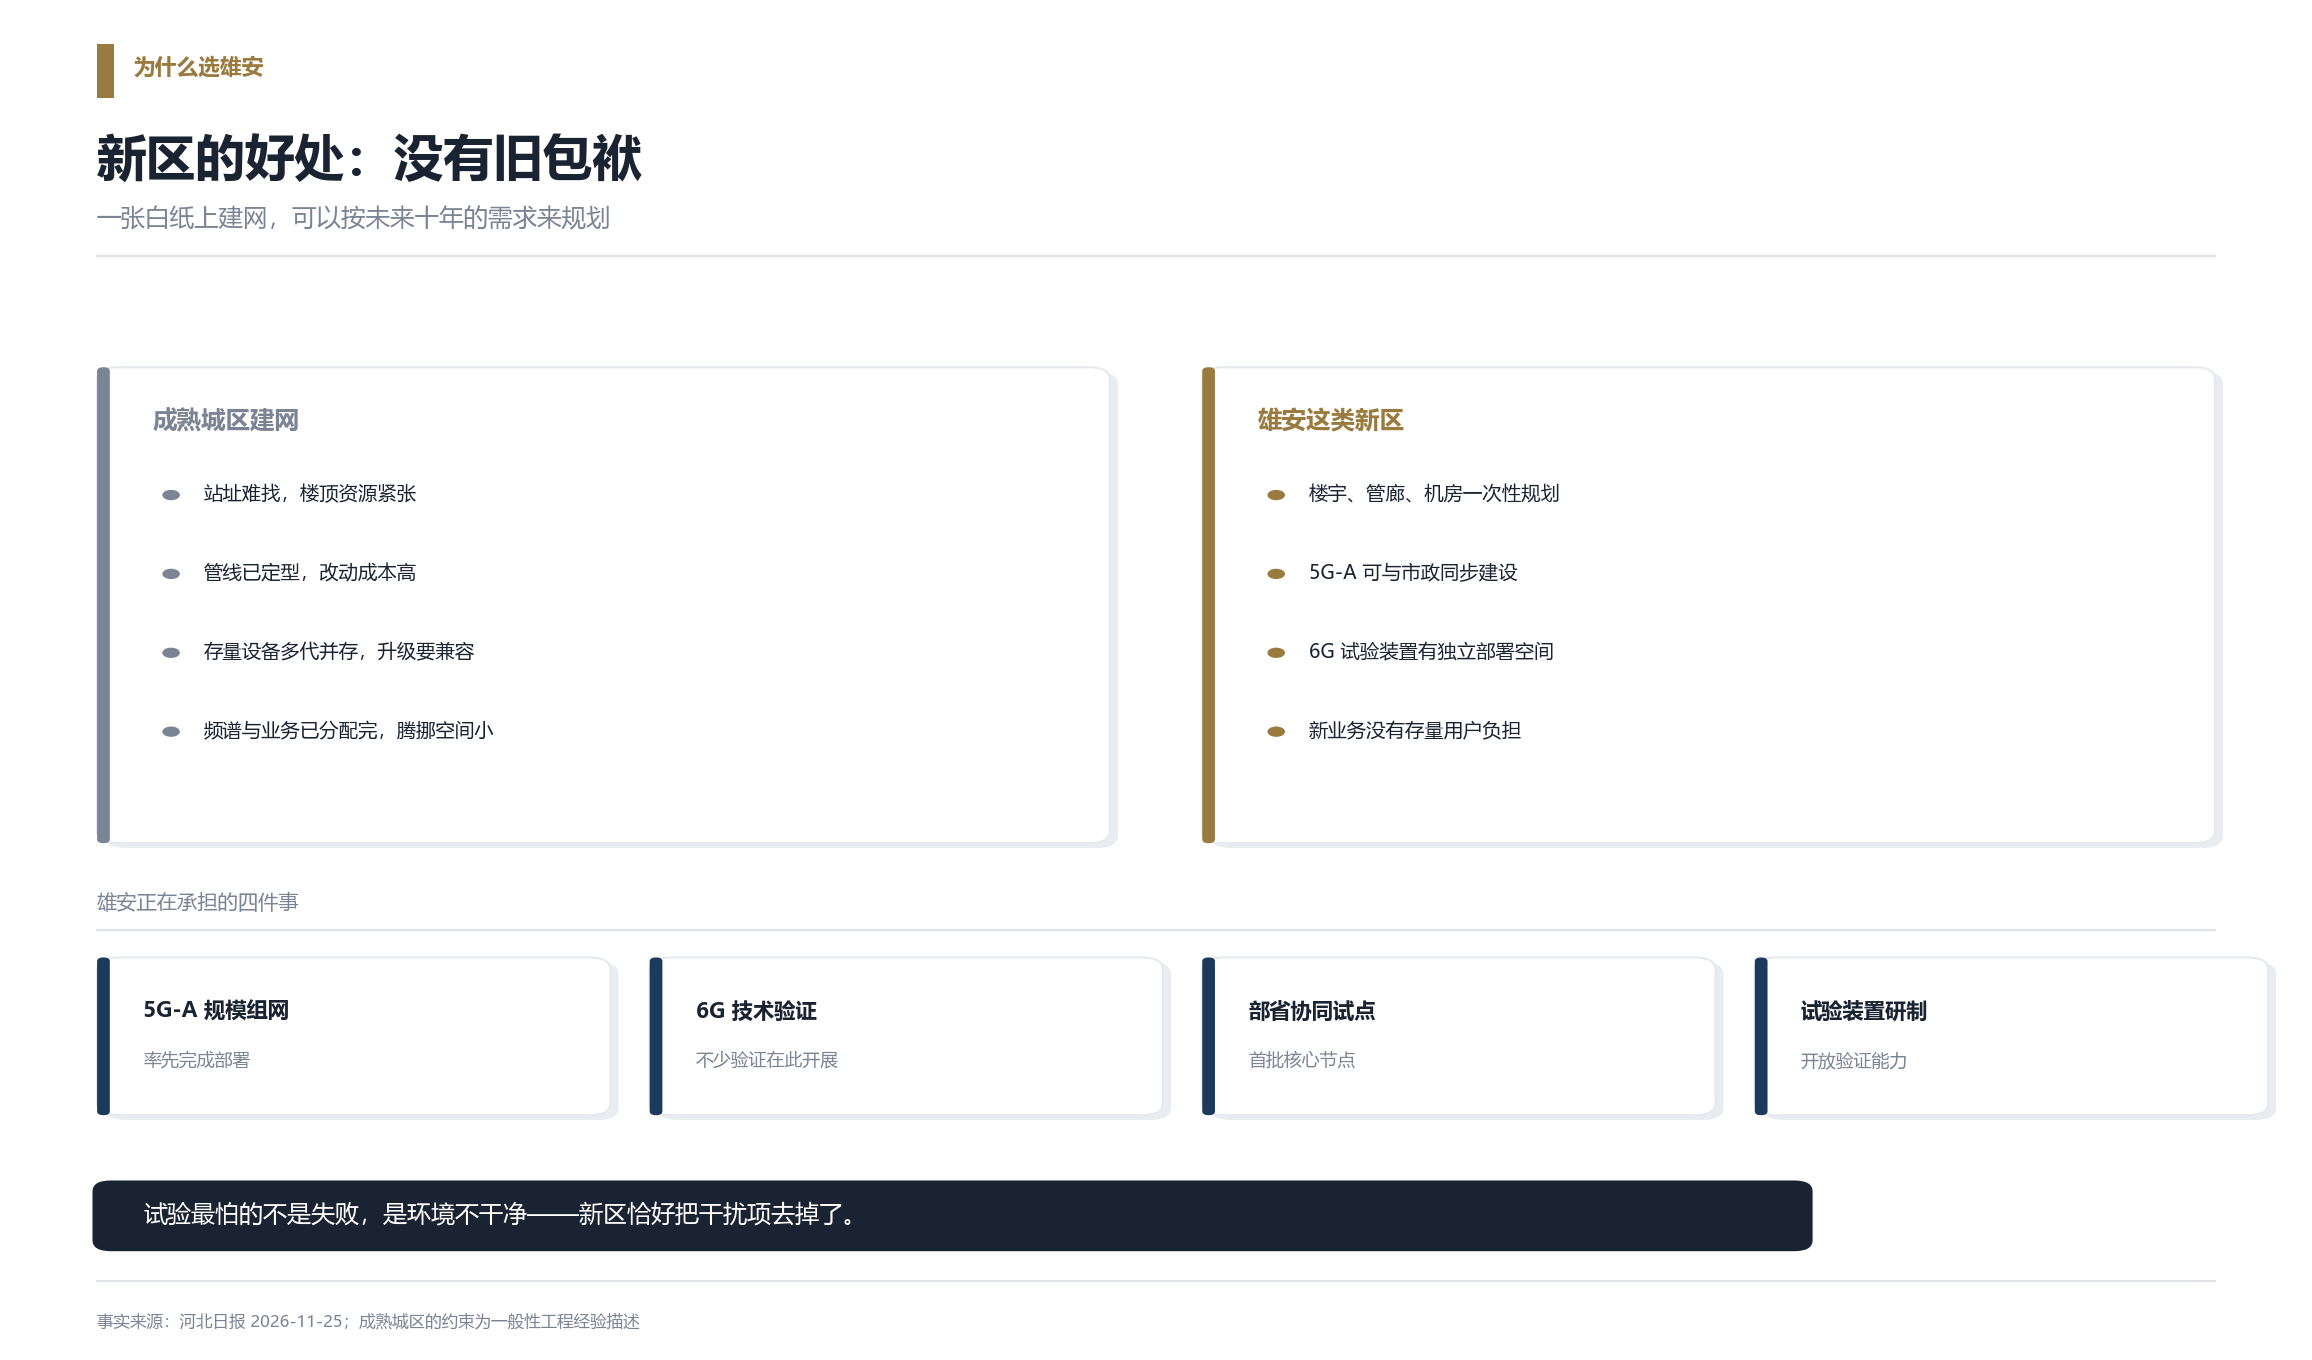 为什么选雄安
新区的好处：没有旧包袱
一张白纸上建网，可以按未来十年的需求来规划
成熟城区建网
站址难找，楼顶资源紧张
管线已定型，改动成本高
存量设备多代并存，升级要兼容
频谱与业务已分配完，腾挪空间小
雄安这类新区
楼宇、管廊、机房一次性规划
5G-A 可与市政同步建设
6G 试验装置有独立部署空间
新业务没有存量用户负担
雄安正在承担的四件事
5G-A 规模组网
率先完成部署
6G 技术验证
不少验证在此开展
部省协同试点
首批核心节点
试验装置研制
开放验证能力
试验最怕的不是失败，是环境不干净——新区恰好把干扰项去掉了。
事实来源：河北日报 2026-11-25；成熟城区的约束为一般性工程经验描述